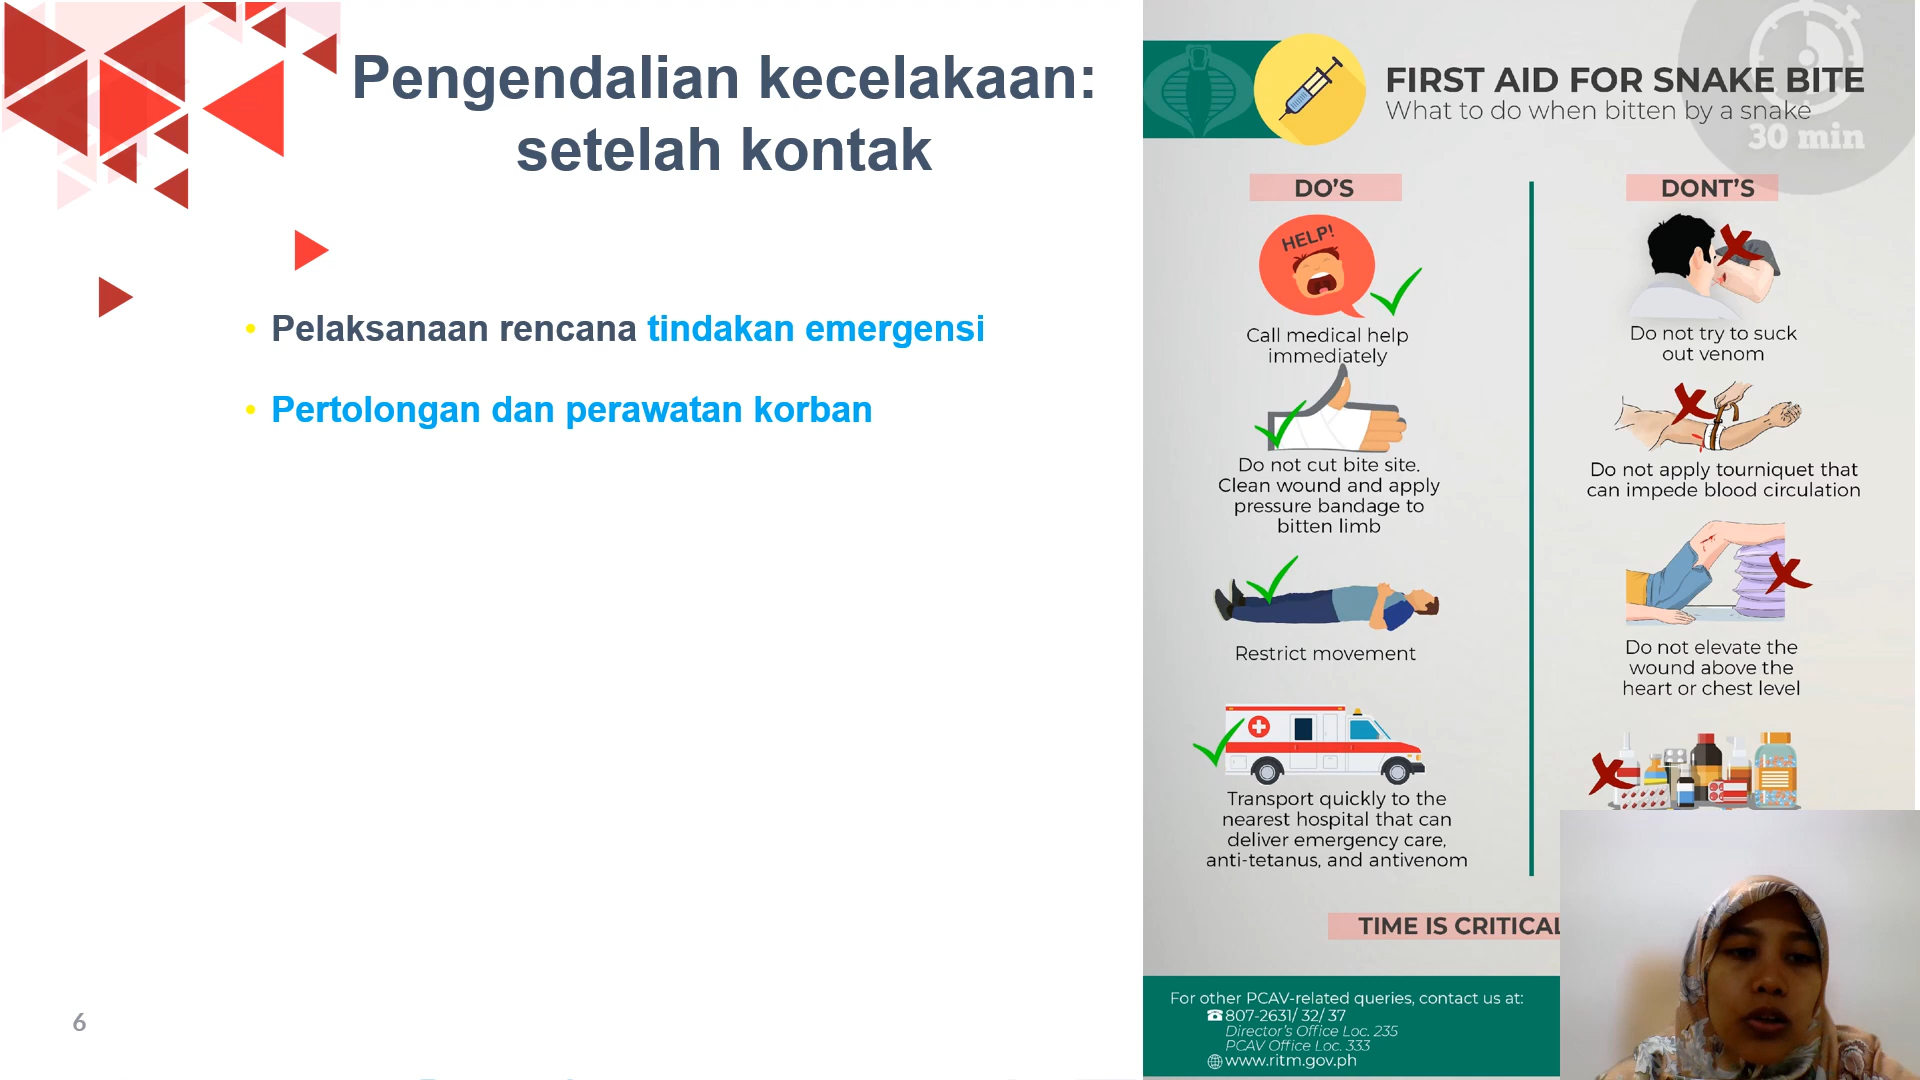 Pengendalian kecelakaan:
setelah kontak
• Pelaksanaan rencana tindakan emergensi
• Pertolongan dan perawatan korban
6
FIRST AID FOR SNAKE BITE
What to do when bitten by a snake
30 min
DO'S
HELP!
Call medical help
immediately
Do not cut bite site.
Clean wound and apply
pressure bandage to
bitten limb
Restrict movement
Transport quickly to the
nearest hospital that can
deliver emergency care,
anti-tetanus, and antivenom
DONT'S
Do not try to suck
out venom
Do not apply tourniquet that
can impede blood circulation
Do not elevate the
wound above the
heart or chest level
TIME IS CRITICAL
For other PCAV-related queries, contact us at:
807-2631/ 32/ 37
Director's Office Loc. 235
PCAV Office Loc. 333
www.ritm.gov.ph